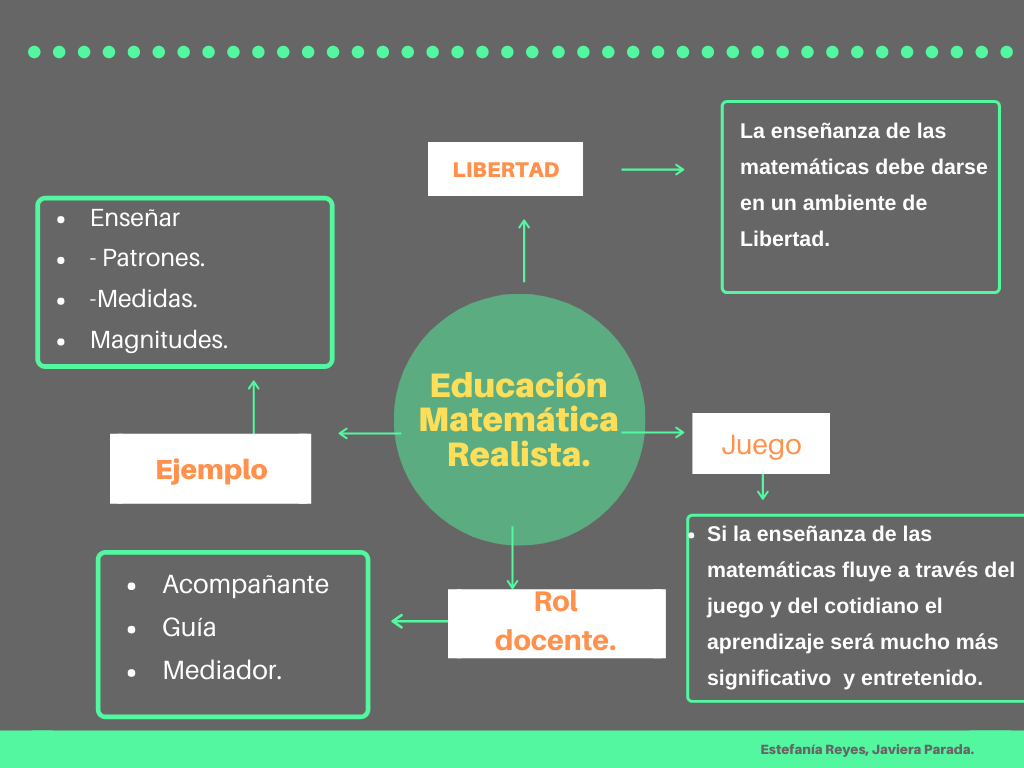 LIBERTAD
La enseñanza de las
matemáticas debe darse
en un ambiente de
Libertad.
• Enseñar
• - Patrones.
• -Medidas.
• Magnitudes.
Educación
Matemática
Realista.
Ejemplo
Juego
• Si la enseñanza de las
matemáticas fluye a través del
juego y del cotidiano el
aprendizaje será mucho más
significativo  y entretenido.
Rol
docente.
• Acompañante
• Guía
• Mediador.
Estefanía Reyes, Javiera Parada.